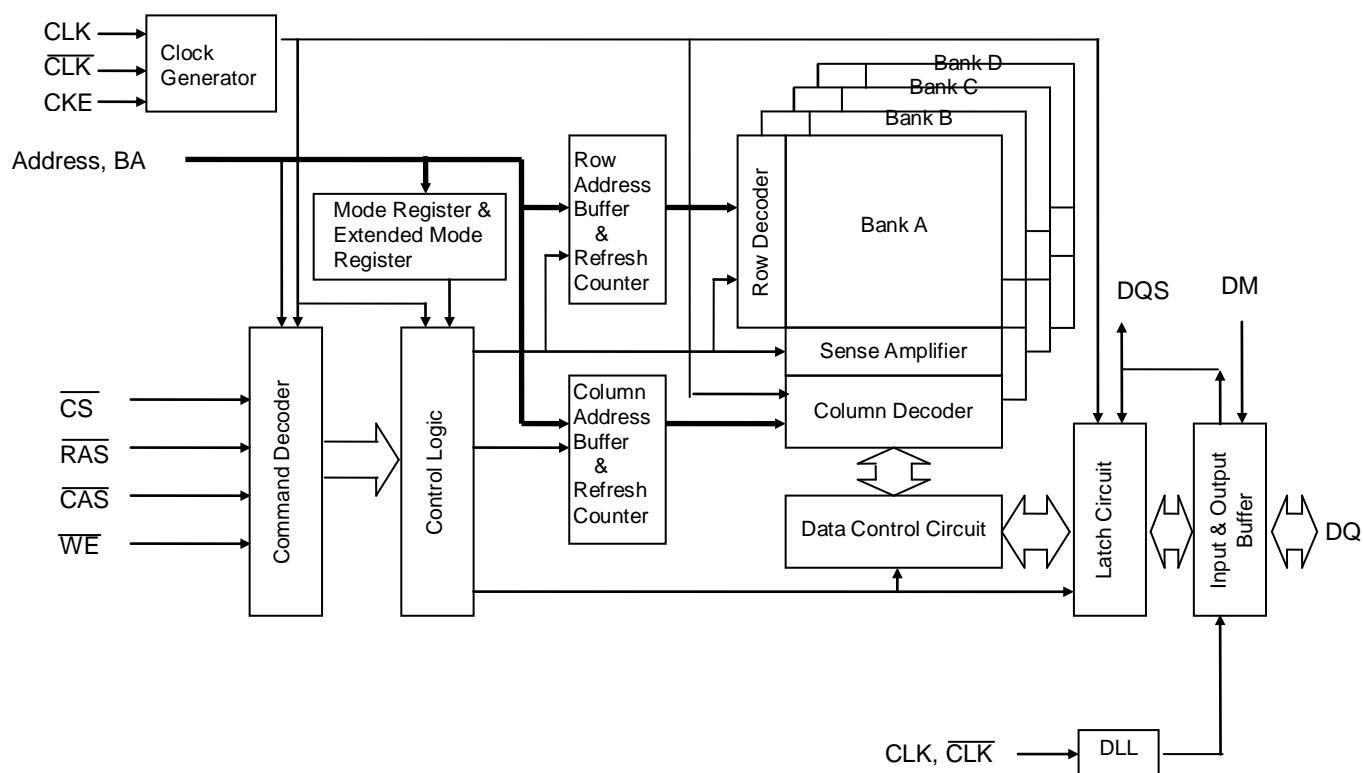 CLK
CLK
CKE
Clock
Generator
Address, BA
Mode Register &
Extended Mode
Register
Row
Address
Buffer
&
Refresh
Counter
Row Decoder
Bank D
Bank C
Bank B
Bank A
Sense Amplifier
Column Decoder
Column
Address
Buffer
&
Refresh
Counter
CS
RAS
CAS
WE
Command Decoder
Control Logic
Data Control Circuit
Latch Circuit
Input & Output
Buffer
DQS
DM
DQ
CLK, CLK
DLL